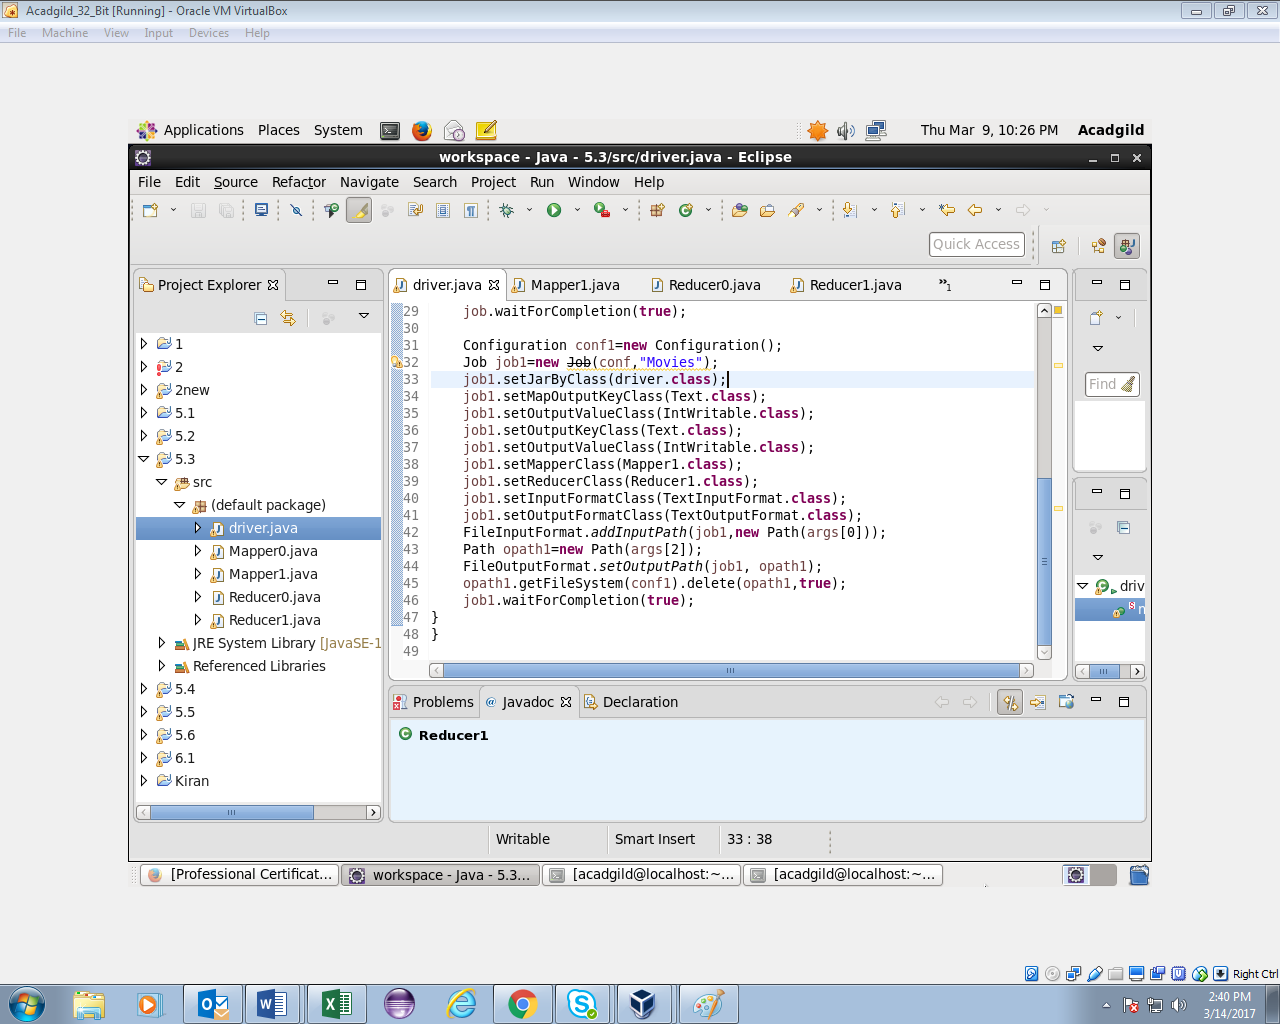 Acadgild_32_Bit [Running] - Oracle VM VirtualBox
File Machine View Input Devices Help
Applications Places System Thu Mar 9, 10:26 PM Acadgild
workspace - Java - 5.3/src/driver.java - Eclipse
File Edit Source Refactor Navigate Search Project Run Window Help
Quick Access
Project Explorer
driver.java Mapper1.java Reducer0.java Reducer1.java »1
1
2
2new
5.1
5.2
5.3
src
(default package)
driver.java
Mapper0.java
Mapper1.java
Reducer0.java
Reducer1.java
JRE System Library [JavaSE-1
Referenced Libraries
5.4
5.5
5.6
6.1
Kiran
29 job.waitForCompletion(true);
30
31 Configuration conf1=new Configuration();
32 Job job1=new Job(conf,"Movies");
33 job1.setJarByClass(driver.class);
34 job1.setMapOutputKeyClass(Text.class);
35 job1.setOutputValueClass(IntWritable.class);
36 job1.setOutputKeyClass(Text.class);
37 job1.setOutputValueClass(IntWritable.class);
38 job1.setMapperClass(Mapper1.class);
39 job1.setReducerClass(Reducer1.class);
40 job1.setInputFormatClass(TextInputFormat.class);
41 job1.setOutputFormatClass(TextOutputFormat.class);
42 FileInputFormat.addInputPath(job1,new Path(args[0]));
43 Path opath1=new Path(args[2]);
44 FileOutputFormat.setOutputPath(job1, opath1);
45 opath1.getFileSystem(conf1).delete(opath1,true);
46 job1.waitForCompletion(true);
47 }
48 }
49
Find
driv
Problems Javadoc Declaration
Reducer1
Writable Smart Insert 33 : 38
[Professional Certificat... workspace - Java - 5.3... [acadgild@localhost:~... [acadgild@localhost:~...
Right Ctrl
2:40 PM
3/14/2017